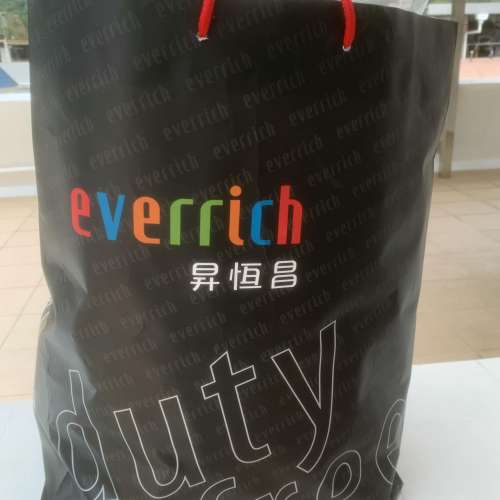 everrich
昇恆昌
duty
free